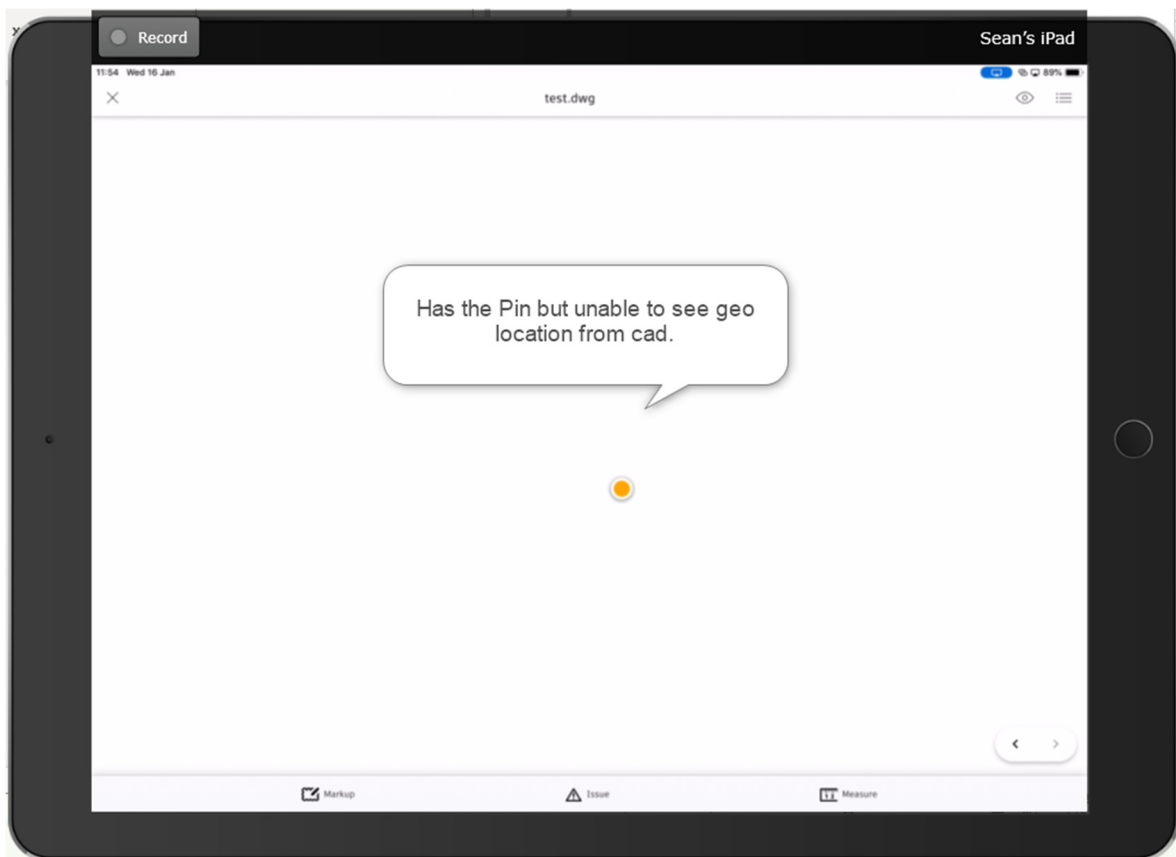 Record
Sean's iPad
11:54 Wed 16 Jan
89%
test.dwg
Has the Pin but unable to see geo
location from cad.
Markup
Issue
Measure